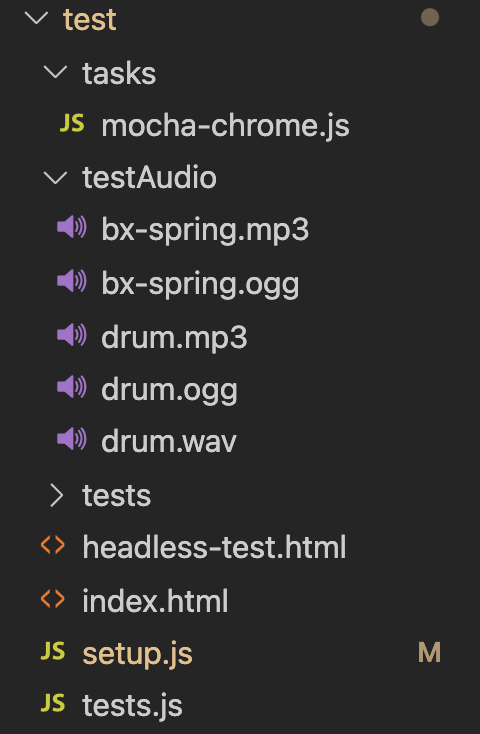 test
tasks
JS mocha-chrome.js
testAudio
bx-spring.mp3
bx-spring.ogg
drum.mp3
drum.ogg
drum.wav
tests
<> headless-test.html
<> index.html
JS setup.js M
JS tests.js